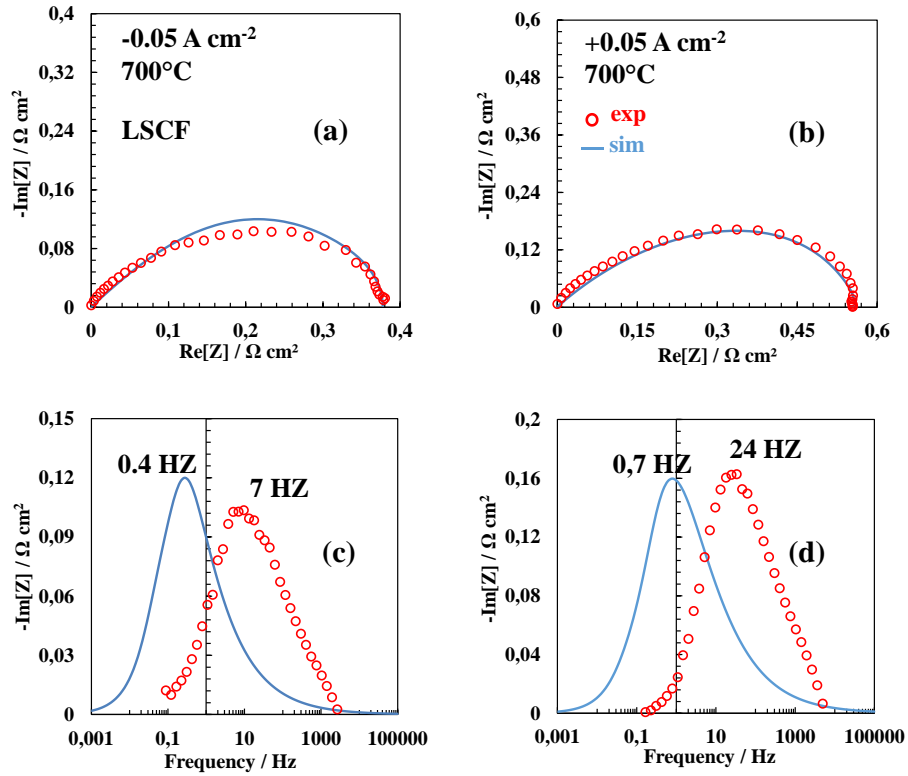 0,4
0,32
0,24
0,16
0,08
0
-Im[Z] / Ω cm²
-0.05 A cm⁻²
700°C
LSCF
(a)
0 0,1 0,2 0,3 0,4
Re[Z] / Ω cm²
0,6
0,48
0,36
0,24
0,12
0
-Im[Z] / Ω cm²
+0.05 A cm⁻²
700°C
exp
sim
(b)
0 0,15 0,3 0,45 0,6
Re[Z] / Ω cm²
0,15
0,12
0,09
0,06
0,03
0
-Im[Z] / Ω cm²
0.4 HZ
7 HZ
(c)
0,001 0,1 10 1000 100000
Frequency / Hz
0,2
0,16
0,12
0,08
0,04
0
-Im[Z] / Ω cm²
0,7 HZ
24 HZ
(d)
0,001 0,1 10 1000 100000
Frequency / Hz